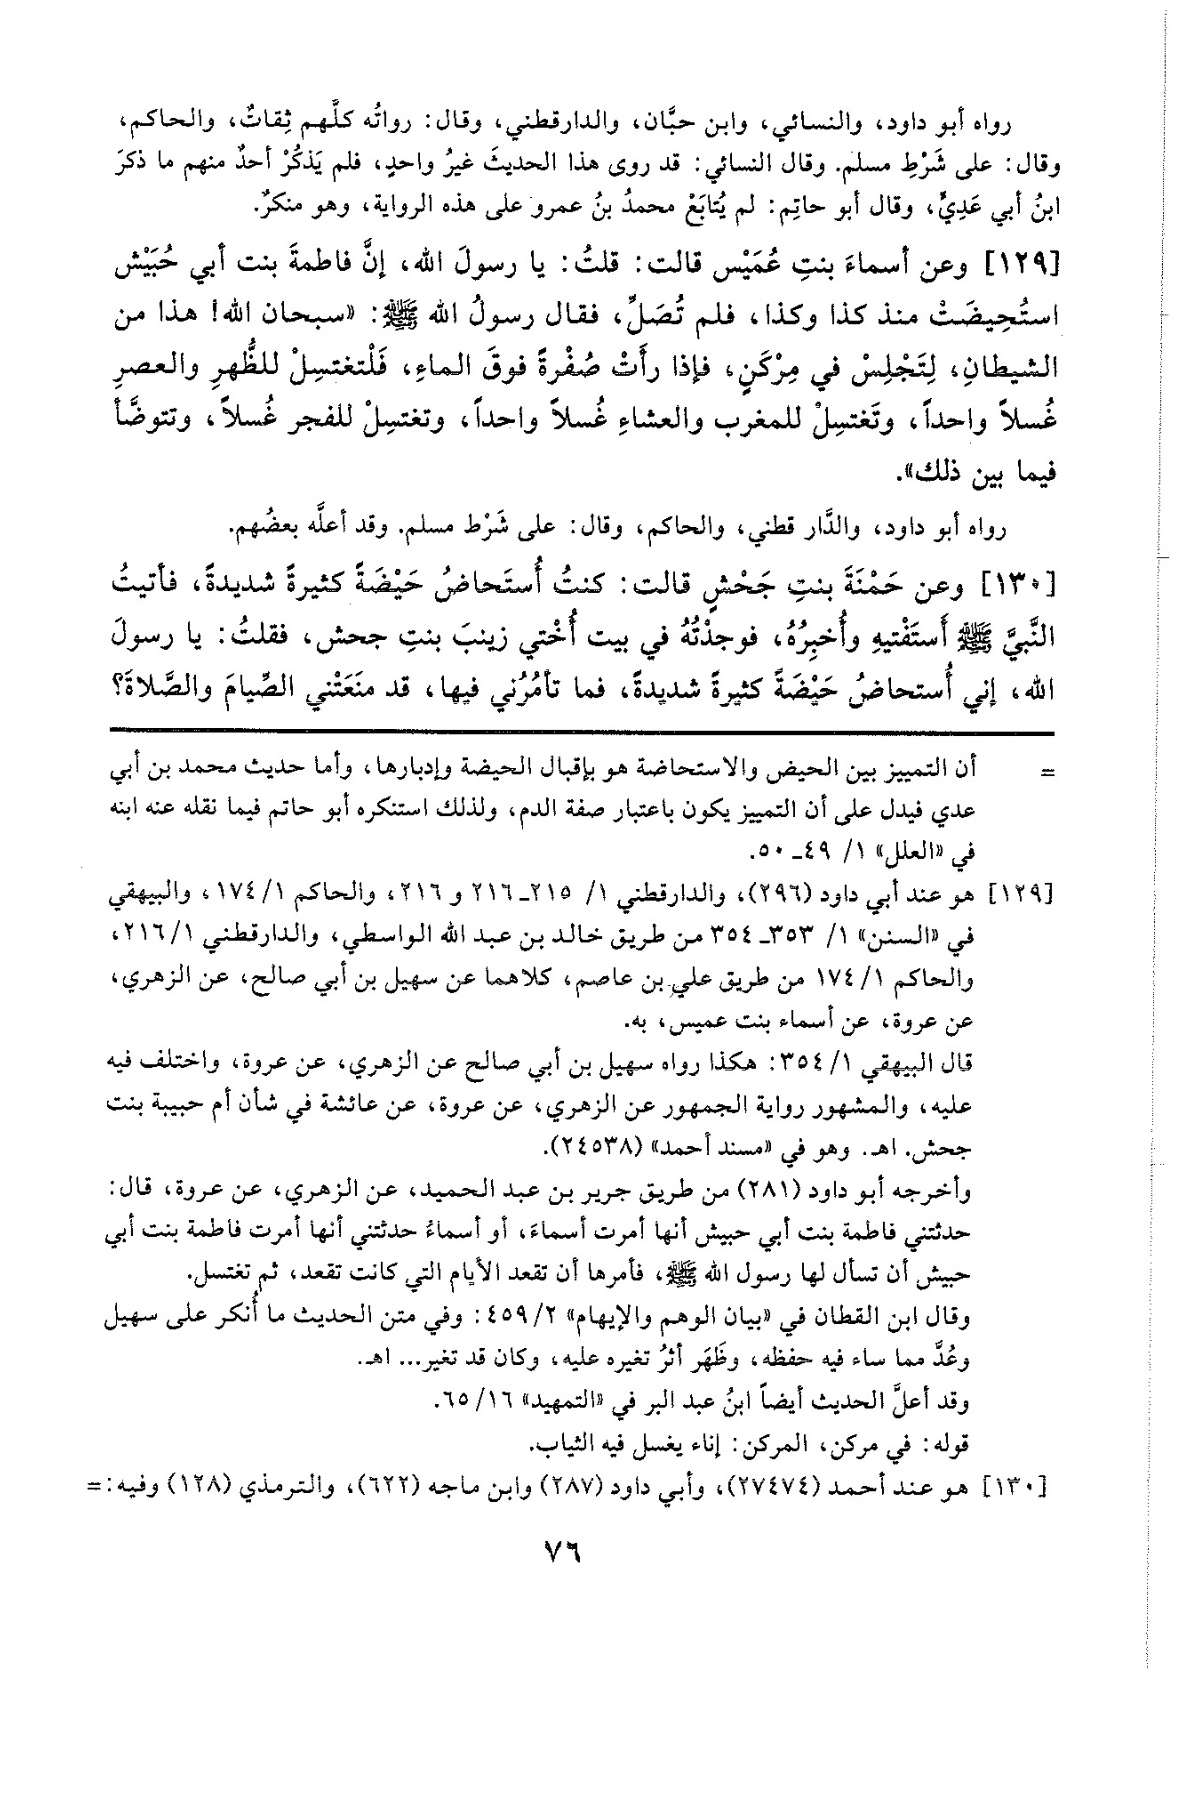 رواه أبو داود، والنسائي، وابن حبَّان، والدارقطني، وقال: رواتُه كلَّهم ثِقاتٌ، والحاكم،
وقال: على شَرْطِ مسلم. وقال النسائي: قد روى هذا الحديثَ غيرُ واحدٍ، فلم يَذكُرْ أحدٌ منهم ما ذكرَ
ابنُ أبي عَدِيٍّ، وقال أبو حاتِم: لم يُتابَعْ محمدُ بنُ عمرو على هذه الرواية، وهو منكرٌ.
[١٢٩] وعن أسماءَ بنتِ عُمَيْس قالت: قلتُ: يا رسولَ الله، إنَّ فاطمةَ بنت أبي حُبَيْش
استُحِيضَتْ منذ كذا وكذا، فلم تُصَلِّ، فقال رسولُ الله ﷺ: «سبحان الله! هذا من
الشيطانِ، لِتَجْلِسْ في مِرْكَنٍ، فإذا رأَتْ صُفْرةً فوقَ الماءِ، فَلْتغتسِلْ للظُّهرِ والعصرِ
غُسلاً واحداً، وتَغتسِلْ للمغرب والعشاءِ غُسلاً واحداً، وتغتسِلْ للفجر غُسلاً، وتتوضَّأ
فيما بين ذلك».
رواه أبو داود، والدَّار قطني، والحاكم، وقال: على شَرْط مسلم. وقد أعلَّه بعضُهم.
[١٣٠] وعن حَمْنَةَ بنتِ جَحْشٍ قالت: كنتُ أُستَحاضُ حَيْضَةً كثيرةً شديدةً، فأتيتُ
النَّبيَّ ﷺ أَستَفْتيهِ وأُخبِرُهُ، فوجدْتُهُ في بيت أُخْتي زينبَ بنتِ جحش، فقلتُ: يا رسولَ
الله، إني أُستحاضُ حَيْضَةً كثيرةً شديدةً، فما تأمُرُني فيها، قد منَعَتْني الصِّيامَ والصَّلاةَ؟
= أن التمييز بين الحيض والاستحاضة هو بإقبال الحيضة وإدبارها، وأما حديث محمد بن أبي
عدي فيدل على أن التمييز يكون باعتبار صفة الدم، ولذلك استنكره أبو حاتم فيما نقله عنه ابنه
في «العلل» ١/ ٤٩ـ ٥٠.
[١٢٩] هو عند أبي داود (٢٩٦)، والدارقطني ١/ ٢١٥ـ ٢١٦ و ٢١٦، والحاكم ١/ ١٧٤، والبيهقي
في «السنن» ١/ ٣٥٣ـ ٣٥٤ من طريق خالد بن عبد الله الواسطي، والدارقطني ١/ ٢١٦،
والحاكم ١/ ١٧٤ من طريق علي بن عاصم، كلاهما عن سهيل بن أبي صالح، عن الزهري،
عن عروة، عن أسماء بنت عميس، به.
قال البيهقي ١/ ٣٥٤: هكذا رواه سهيل بن أبي صالح عن الزهري، عن عروة، واختلف فيه
عليه، والمشهور رواية الجمهور عن الزهري، عن عروة، عن عائشة في شأن أم حبيبة بنت
جحش. اهـ. وهو في «مسند أحمد» (٢٤٥٣٨).
وأخرجه أبو داود (٢٨١) من طريق جرير بن عبد الحميد، عن الزهري، عن عروة، قال:
حدثتني فاطمة بنت أبي حبيش أنها أمرت أسماءَ، أو أسماءُ حدثتني أنها أمرت فاطمة بنت أبي
حبيش أن تسأل لها رسول الله ﷺ، فأمرها أن تقعد الأيام التي كانت تقعد، ثم تغتسل.
وقال ابن القطان في «بيان الوهم والإيهام» ٢/ ٤٥٩: وفي متن الحديث ما أُنكر على سهيل
وعُدَّ مما ساء فيه حفظه، وظَهَر أثرُ تغيره عليه، وكان قد تغير... اهـ.
وقد أعلَّ الحديث أيضاً ابنُ عبد البر في «التمهيد» ١٦/ ٦٥.
قوله: في مركن، المركن: إناء يغسل فيه الثياب.
[١٣٠] هو عند أحمد (٢٧٤٧٤)، وأبي داود (٢٨٧) وابن ماجه (٦٢٢)، والترمذي (١٢٨) وفيه: =
٧٦